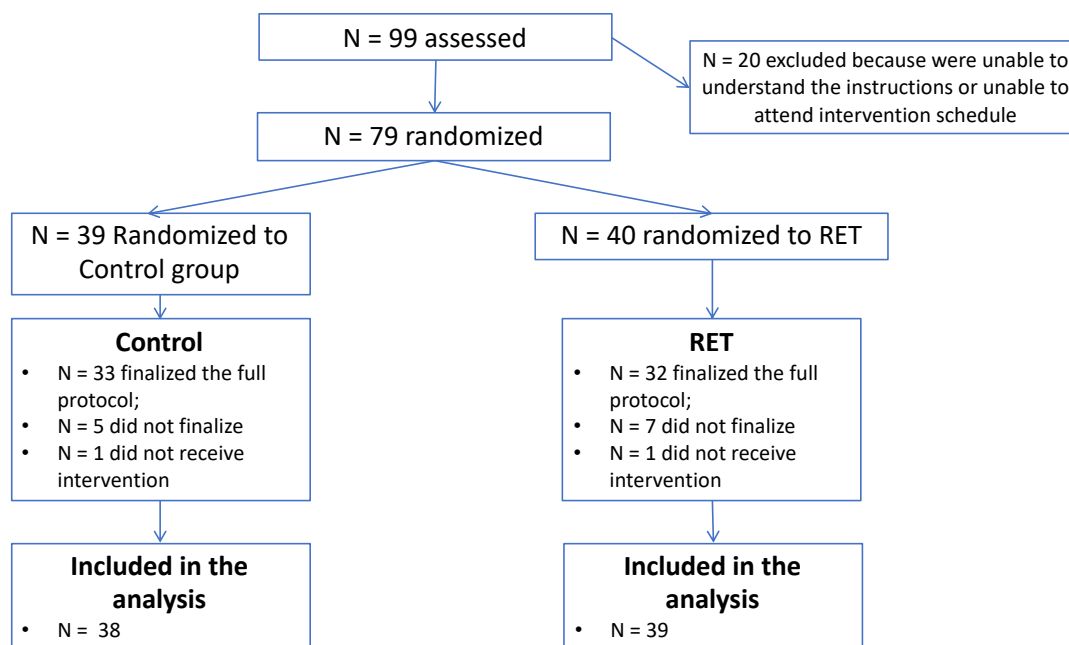 N = 99 assessed
N = 20 excluded because were unable to
understand the instructions or unable to
attend intervention schedule
N = 79 randomized
N = 39 Randomized to
Control group
N = 40 randomized to RET
Control
• N = 33 finalized the full
protocol;
• N = 5 did not finalize
• N = 1 did not receive
intervention
RET
• N = 32 finalized the full
protocol;
• N = 7 did not finalize
• N = 1 did not receive
intervention
Included in the
analysis
• N = 38
Included in the
analysis
• N = 39